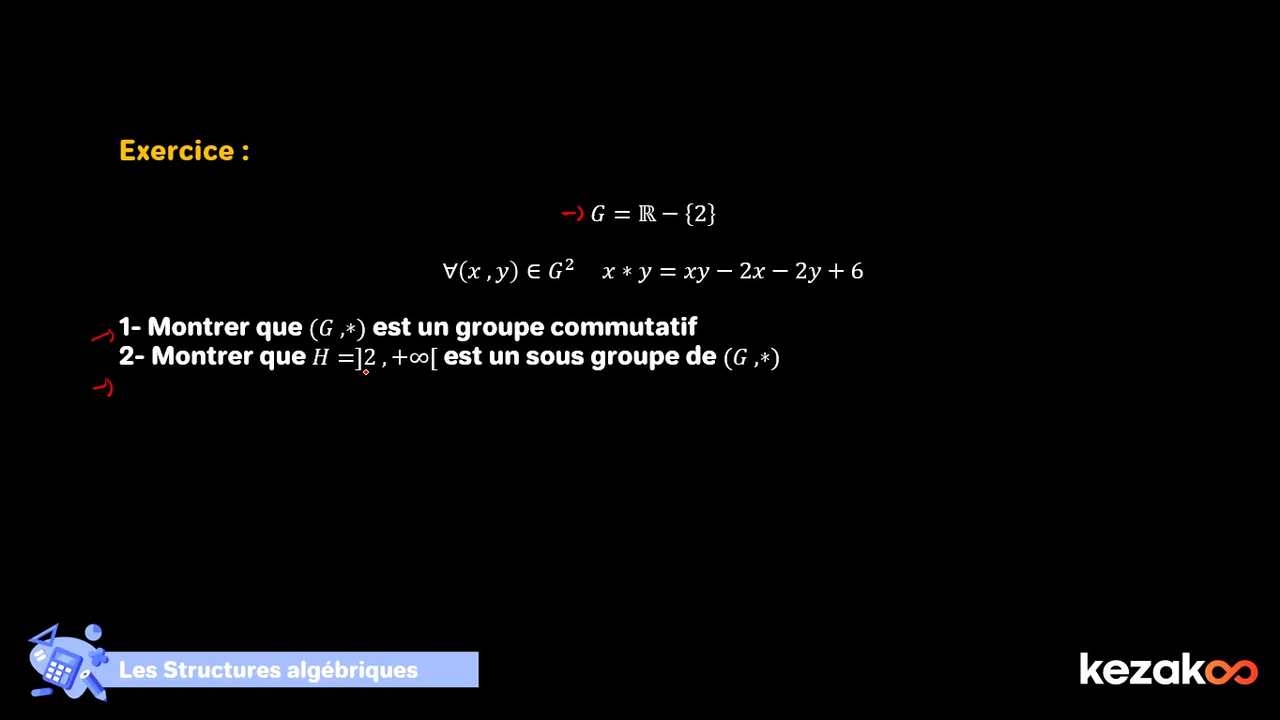 Exercice :
G = ℝ − {2}
∀(x , y) ∈ G² x ∗ y = xy − 2x − 2y + 6
1- Montrer que (G ,∗) est un groupe commutatif
2- Montrer que H =]2 , +∞[ est un sous groupe de (G ,∗)
Les Structures algébriques
kezakoo